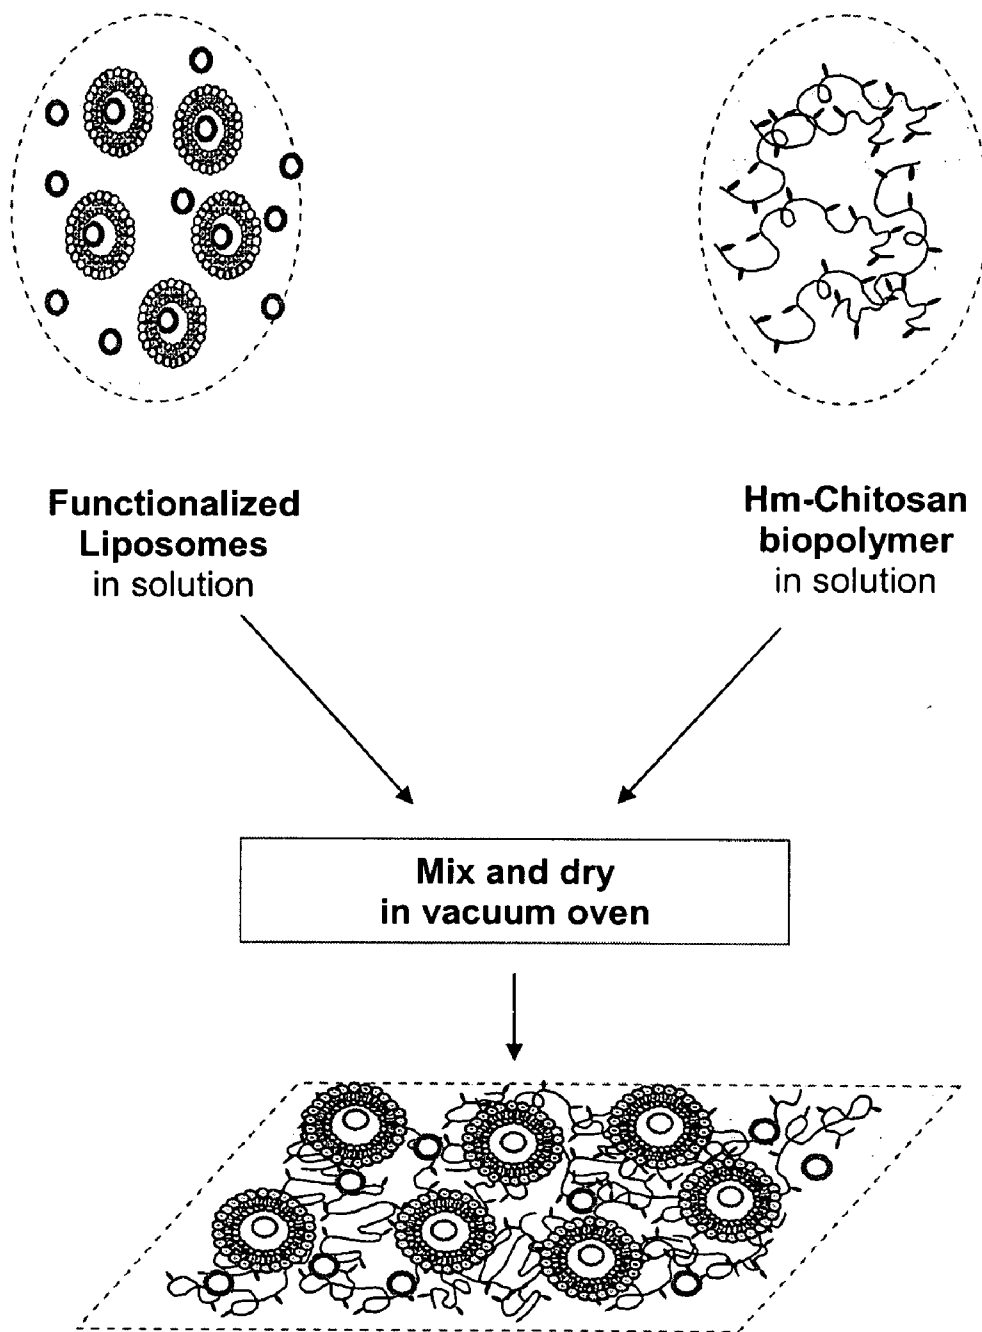 Functionalized
Liposomes
in solution
Hm-Chitosan
biopolymer
in solution
Mix and dry
in vacuum oven